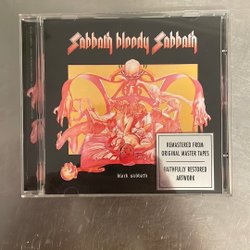 Sabbath bloody Sabbath
black sabbath
REMASTERED FROM
ORIGINAL MASTER TAPES
FAITHFULLY RESTORED
ARTWORK